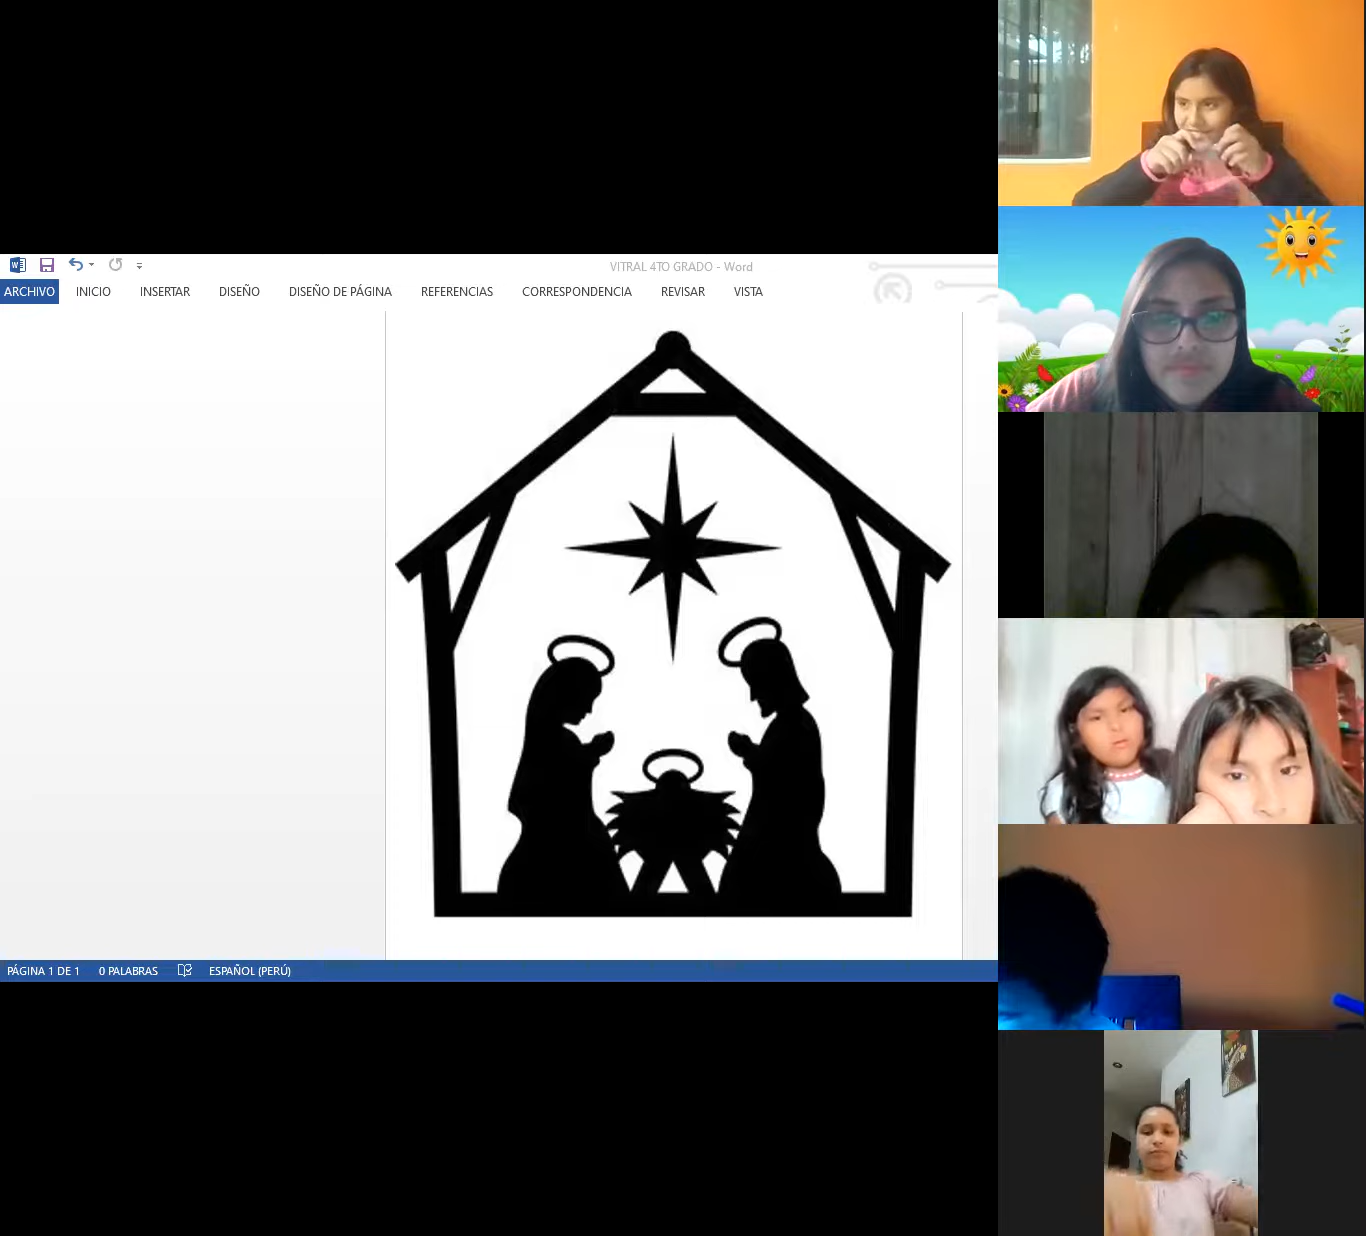 VITRAL 4TO GRADO - Word
ARCHIVO INICIO INSERTAR DISEÑO DISEÑO DE PÁGINA REFERENCIAS CORRESPONDENCIA REVISAR VISTA
PÁGINA 1 DE 1 0 PALABRAS ESPAÑOL (PERÚ)